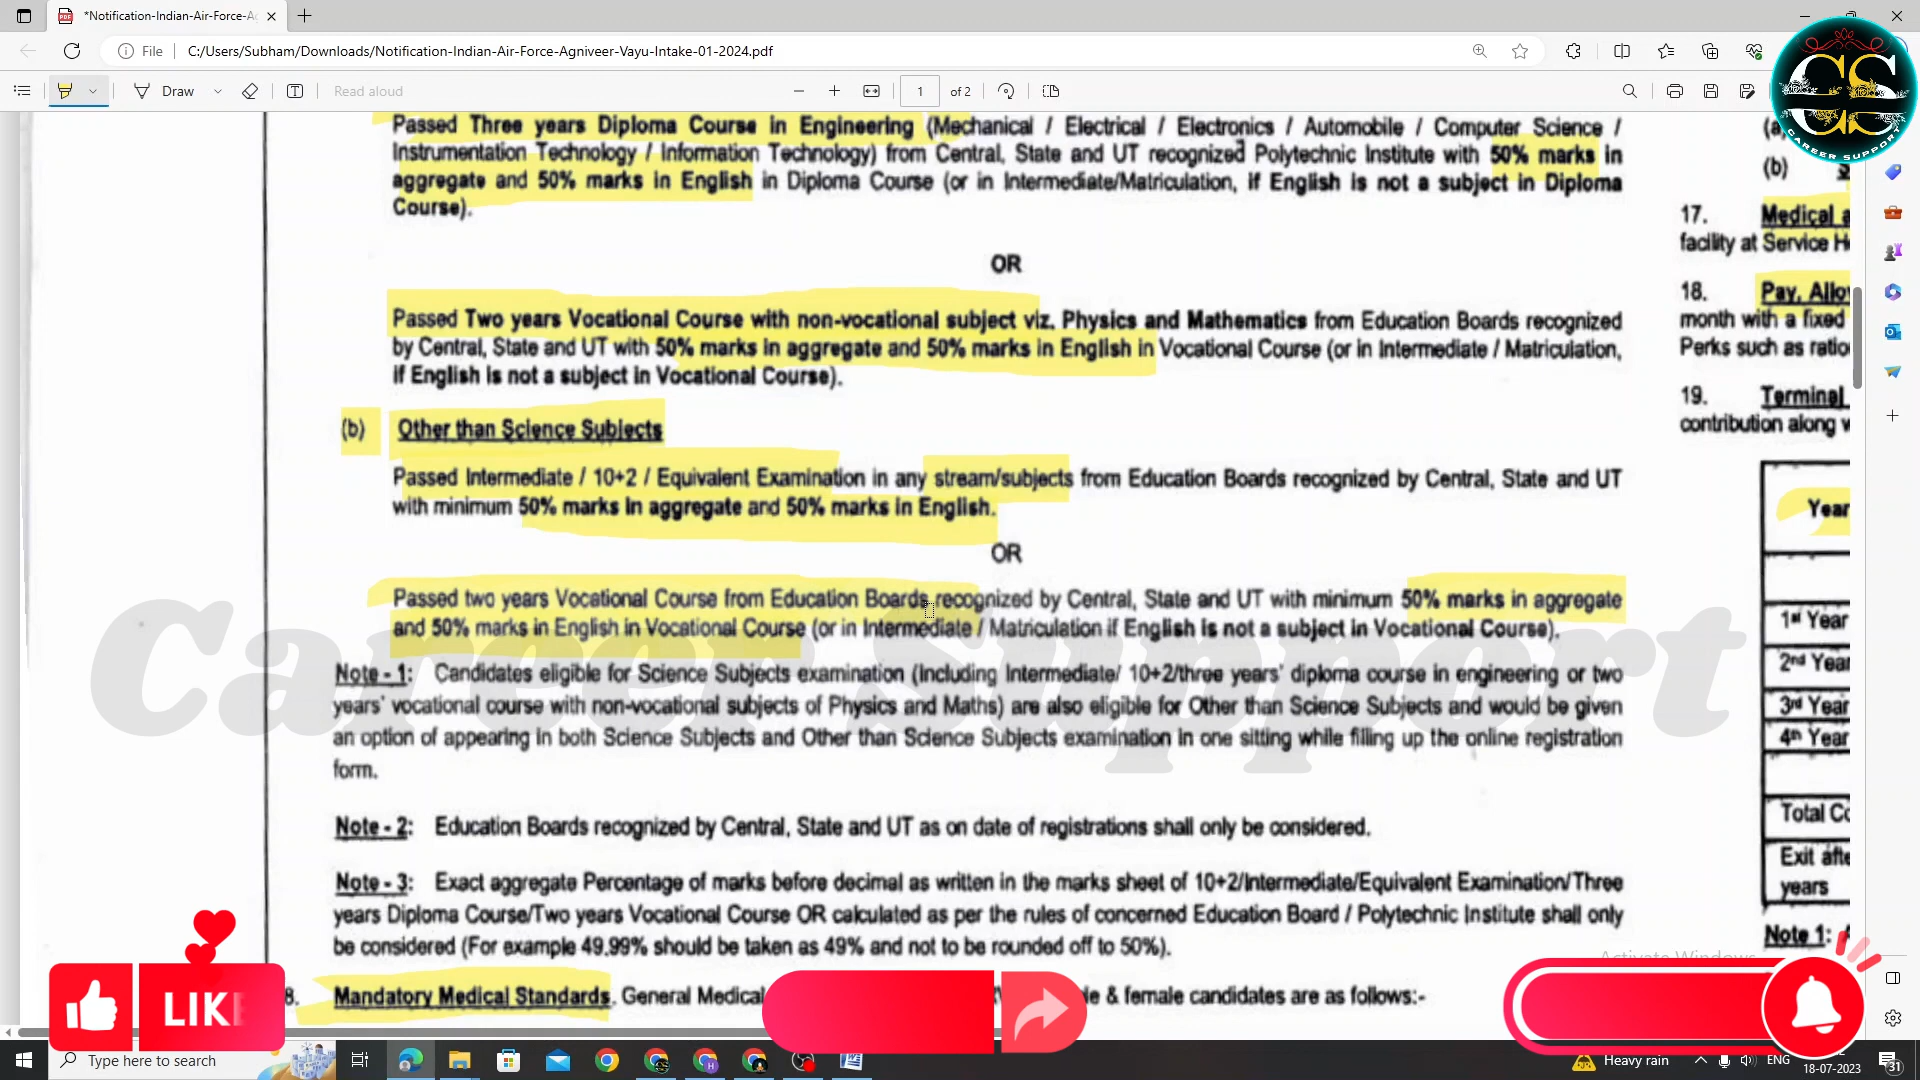 *Notification-Indian-Air-Force-Ag
File
C:/Users/Subham/Downloads/Notification-Indian-Air-Force-Agniveer-Vayu-Intake-01-2024.pdf
Draw
Read aloud
1
of 2
CS
CAREER SUPPORT
Passed Three years Diploma Course in Engineering (Mechanical / Electrical / Electronics / Automobile / Computer Science /
Instrumentation Technology / Information Technology) from Central, State and UT recognized Polytechnic Institute with 50% marks in
aggregate and 50% marks in English in Diploma Course (or in Intermediate/Matriculation, if English is not a subject in Diploma
Course).
OR
Passed Two years Vocational Course with non-vocational subject viz. Physics and Mathematics from Education Boards recognized
by Central, State and UT with 50% marks in aggregate and 50% marks in English in Vocational Course (or in Intermediate / Matriculation,
if English is not a subject in Vocational Course).
(b) Other than Science Subjects
Passed Intermediate / 10+2 / Equivalent Examination in any stream/subjects from Education Boards recognized by Central, State and UT
with minimum 50% marks in aggregate and 50% marks in English.
OR
Passed two years Vocational Course from Education Boards recognized by Central, State and UT with minimum 50% marks in aggregate
and 50% marks in English in Vocational Course (or in Intermediate / Matriculation if English is not a subject in Vocational Course).
Note - 1: Candidates eligible for Science Subjects examination (Including Intermediate/ 10+2/three years' diploma course in engineering or two
years' vocational course with non-vocational subjects of Physics and Maths) are also eligible for Other than Science Subjects and would be given
an option of appearing in both Science Subjects and Other than Science Subjects examination in one sitting while filling up the online registration
form.
Note - 2: Education Boards recognized by Central, State and UT as on date of registrations shall only be considered.
Note - 3: Exact aggregate Percentage of marks before decimal as written in the marks sheet of 10+2/Intermediate/Equivalent Examination/Three
years Diploma Course/Two years Vocational Course OR calculated as per the rules of concerned Education Board / Polytechnic Institute shall only
be considered (For example 49.99% should be taken as 49% and not to be rounded off to 50%).
8. Mandatory Medical Standards. General Medical
& female candidates are as follows:-
Career Support
(a)
(b)
17. Medical a
facility at Service H
18. Pay, Allo
month with a fixed
Perks such as ratio
19. Terminal
contribution along w
Year
1st Year
2nd Year
3rd Year
4th Year
Total Co
Exit afte
years
Note 1:
LIK
Type here to search
Heavy rain
ENG
18-07-2023
31